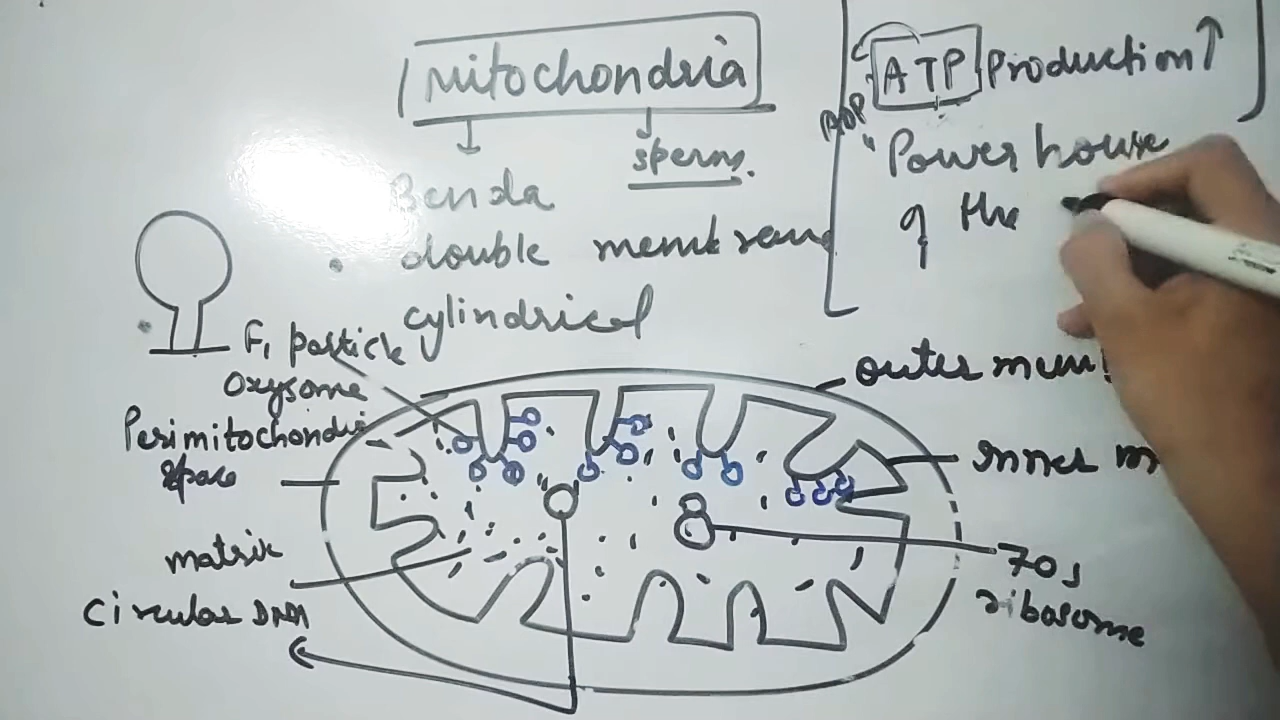 Mitochondria
Benda
sperm.
double membrane
cylindrical
ATP Production ↑
ADP
"Power house
of the
F₁ particle
Oxysome
Perimitochondria
space
matrix
Circular DNA
outer mem
Inner m
70s
ribosome